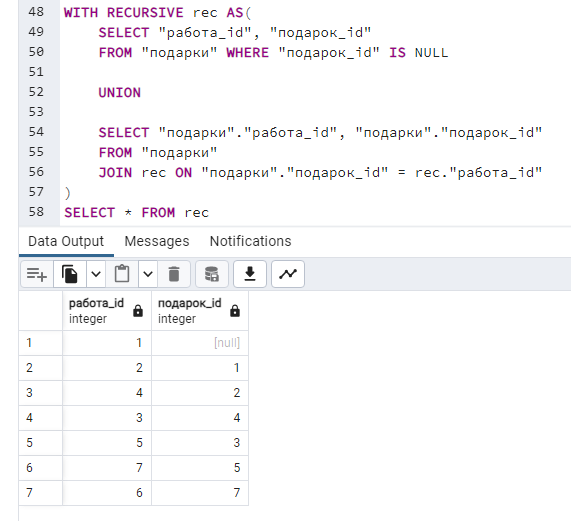 48 WITH RECURSIVE rec AS(
49 SELECT "работа_id", "подарок_id"
50 FROM "подарки" WHERE "подарок_id" IS NULL
51
52 UNION
53
54 SELECT "подарки"."работа_id", "подарки"."подарок_id"
55 FROM "подарки"
56 JOIN rec ON "подарки"."подарок_id" = rec."работа_id"
57 )
58 SELECT * FROM rec
Data Output Messages Notifications
работа_id подарок_id
integer integer
1 1 [null]
2 2 1
3 4 2
4 3 4
5 5 3
6 7 5
7 6 7